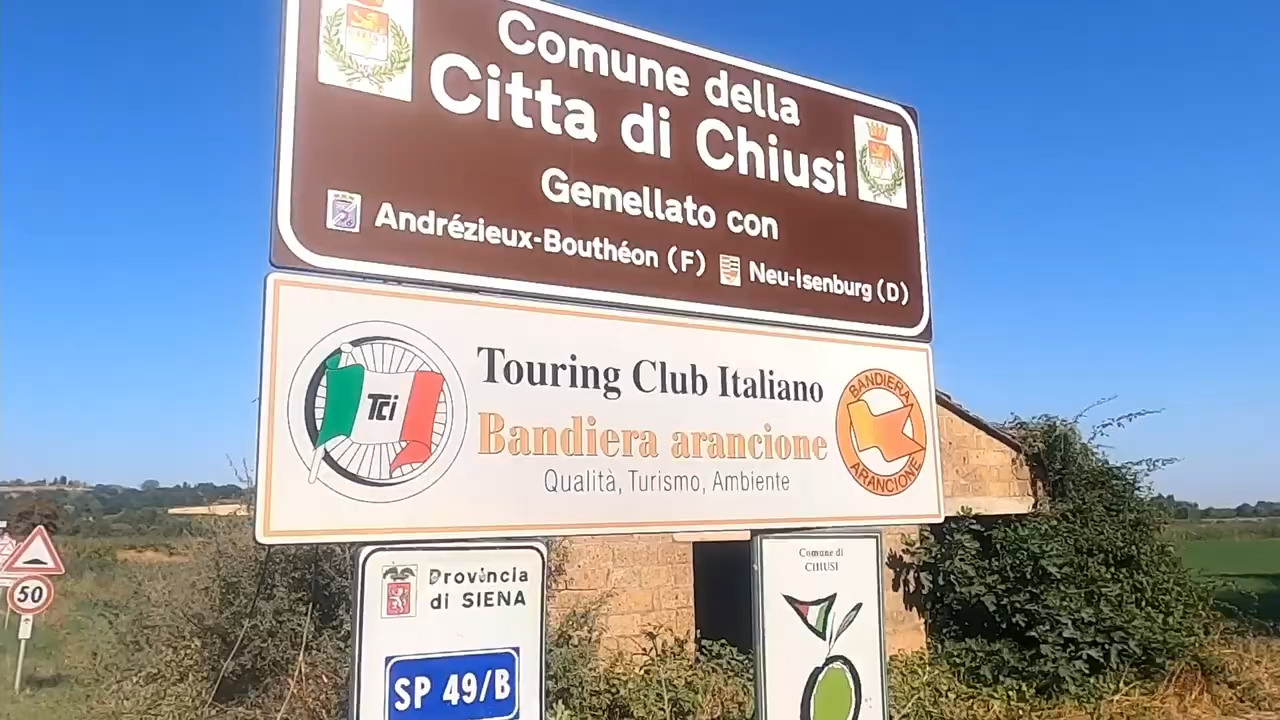 Comune della
Citta di Chiusi
Gemellato con
Andrézieux-Bouthéon (F) Neu-Isenburg (D)
Tci
Touring Club Italiano
Bandiera arancione
Qualità, Turismo, Ambiente
BANDIERA
ARANCIONE
Provincia
di SIENA
SP 49/B
Comune di
CHIUSI
50